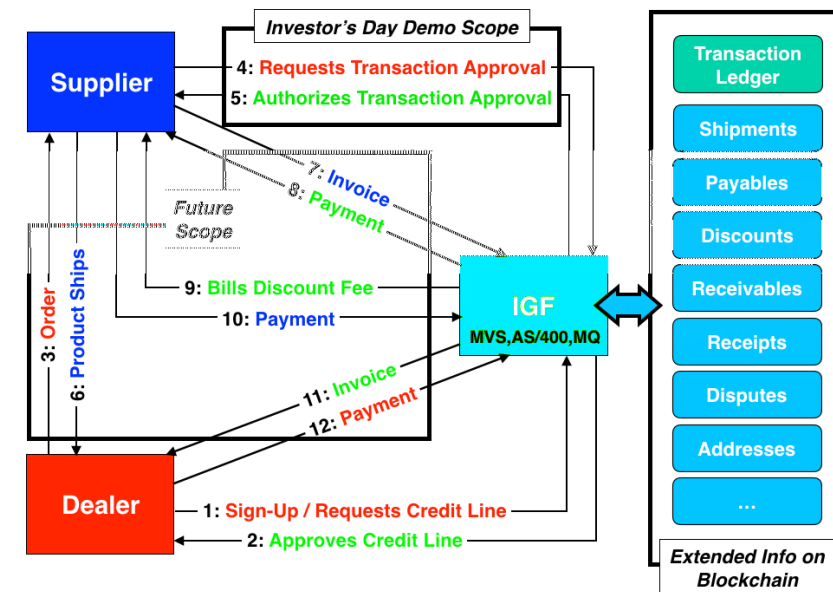 Investor's Day Demo Scope
Supplier
4: Requests Transaction Approval
5: Authorizes Transaction Approval
7: Invoice
8: Payment
Future
Scope
9: Bills Discount Fee
10: Payment
3: Order
6: Product Ships
IGF
MVS,AS/400,MQ
11: Invoice
12: Payment
Dealer
1: Sign-Up / Requests Credit Line
2: Approves Credit Line
Transaction
Ledger
Shipments
Payables
Discounts
Receivables
Receipts
Disputes
Addresses
...
Extended Info on
Blockchain